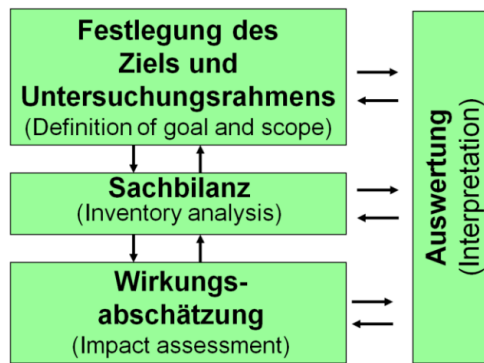 Festlegung des
Ziels und
Untersuchungsrahmens
(Definition of goal and scope)
Sachbilanz
(Inventory analysis)
Wirkungs-
abschätzung
(Impact assessment)
Auswertung
(Interpretation)